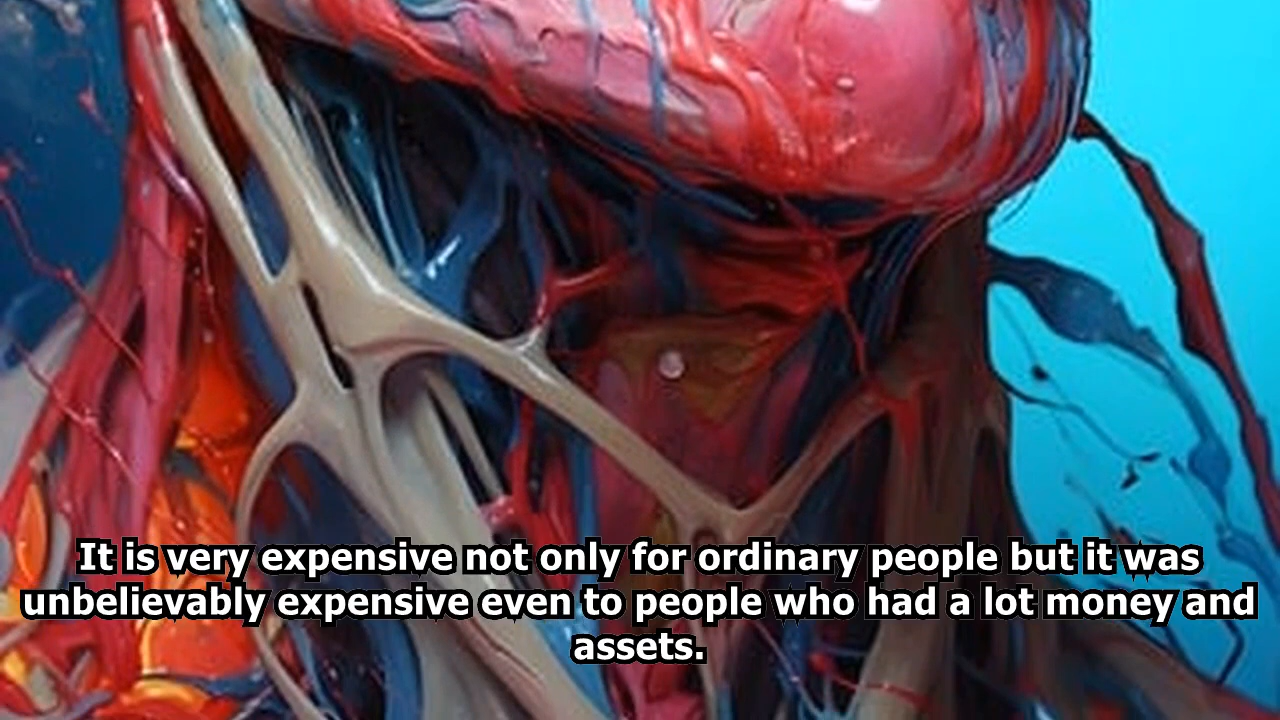 It is very expensive not only for ordinary people but it was
unbelievably expensive even to people who had a lot money and
assets.